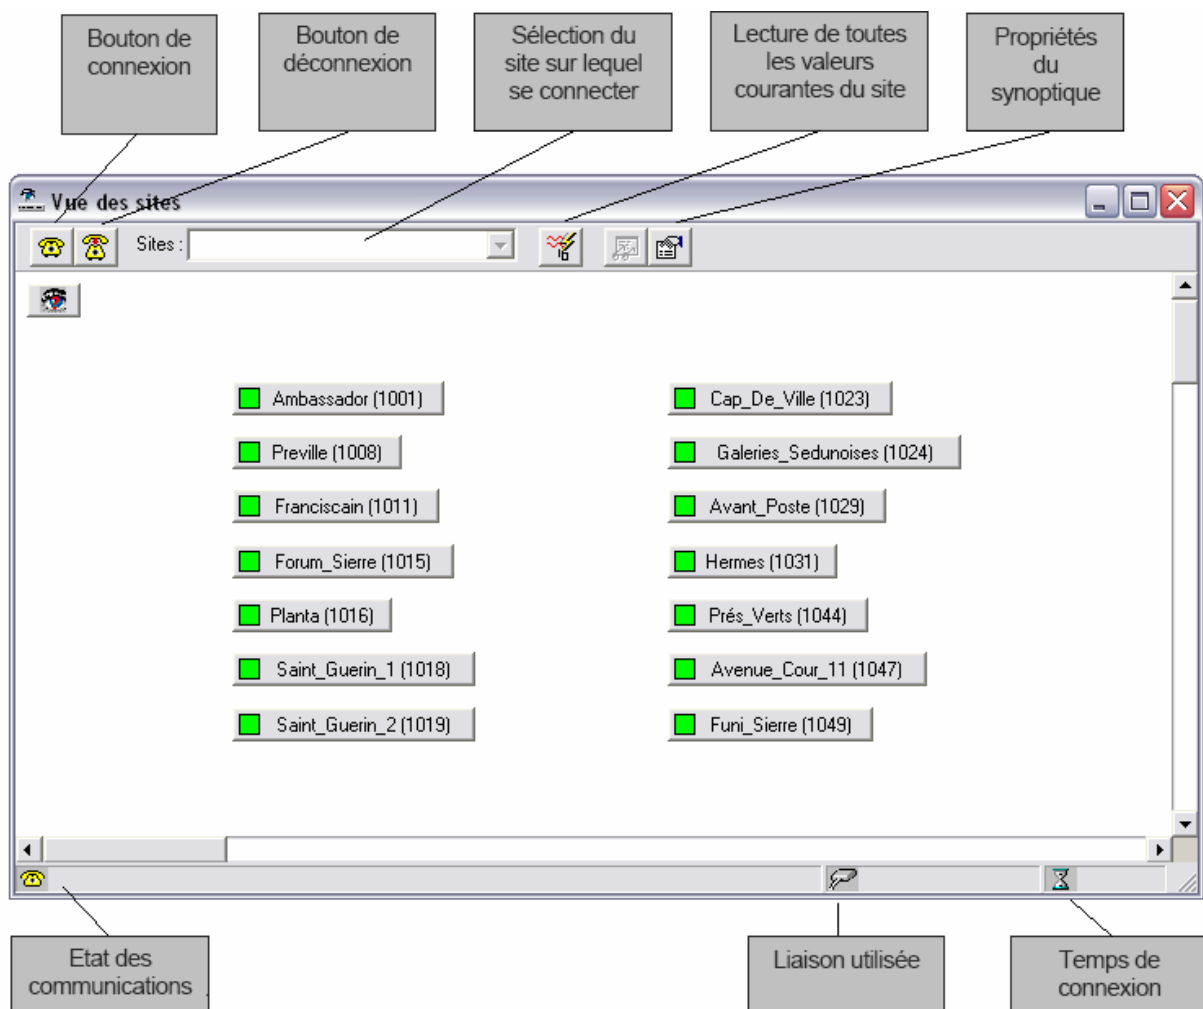 Bouton de
connexion
Bouton de
déconnexion
Sélection du
site sur lequel
se connecter
Lecture de toutes
les valeurs
courantes du site
Propriétés
du
synoptique
Vue des sites
Sites :
Ambassador (1001)
Cap_De_Ville (1023)
Preville (1008)
Galeries_Sedunoises (1024)
Franciscain (1011)
Avant_Poste (1029)
Forum_Sierre (1015)
Hermes (1031)
Planta (1016)
Prés_Verts (1044)
Saint_Guerin_1 (1018)
Avenue_Cour_11 (1047)
Saint_Guerin_2 (1019)
Funi_Sierre (1049)
Etat des
communications
Liaison utilisée
Temps de
connexion